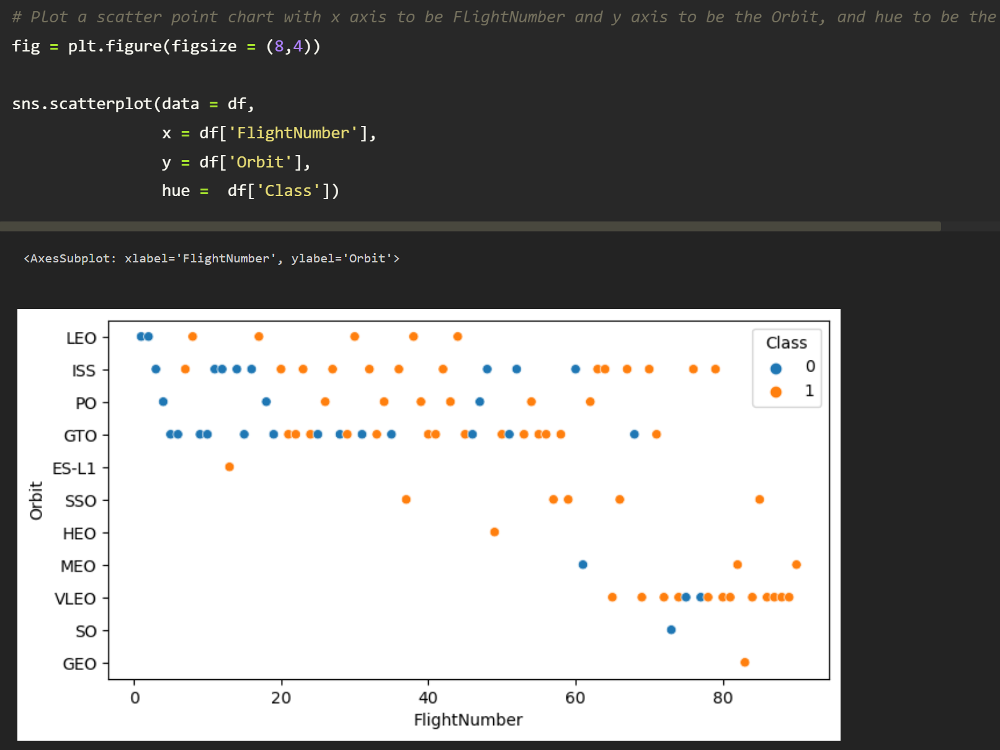 # Plot a scatter point chart with x axis to be FlightNumber and y axis to be the Orbit, and hue to be the
fig = plt.figure(figsize = (8,4))
sns.scatterplot(data = df,
x = df['FlightNumber'],
y = df['Orbit'],
hue =  df['Class'])
<AxesSubplot: xlabel='FlightNumber', ylabel='Orbit'>
Class
0
1
LEO
ISS
PO
GTO
ES-L1
SSO
HEO
MEO
VLEO
SO
GEO
Orbit
0 20 40 60 80
FlightNumber